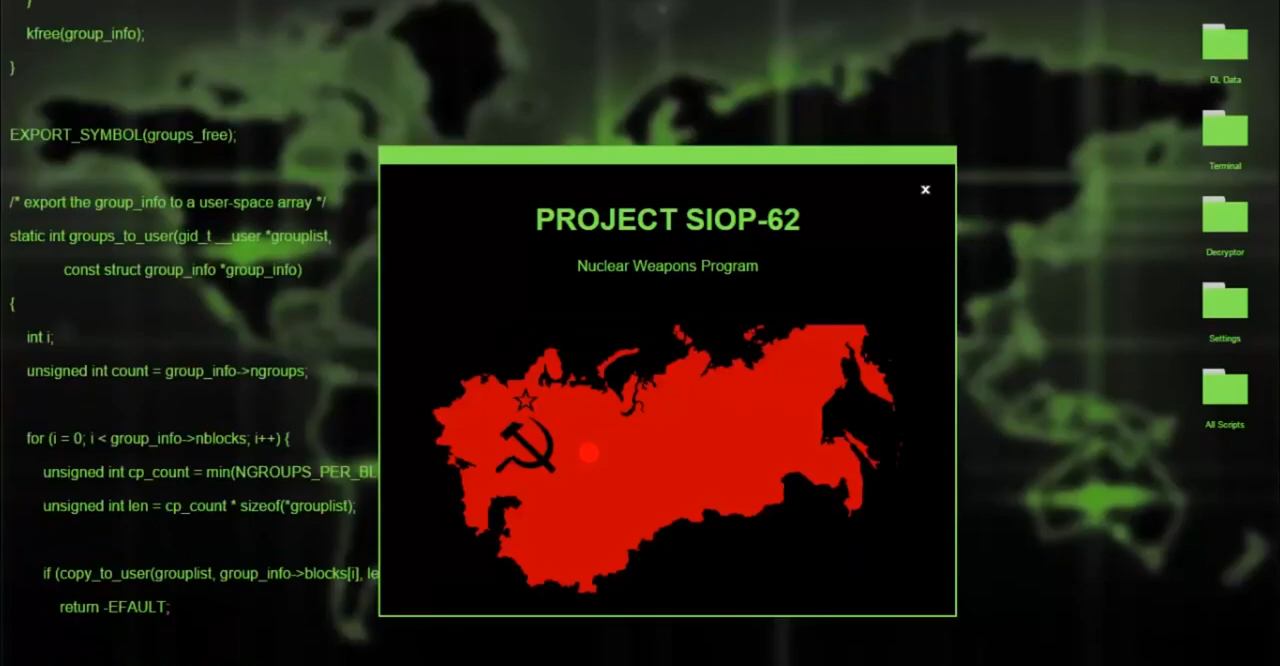 }
kfree(group_info);
}
EXPORT_SYMBOL(groups_free);
/* export the group_info to a user-space array */
static int groups_to_user(gid_t __user *grouplist,
const struct group_info *group_info)
{
int i;
unsigned int count = group_info->ngroups;
for (i = 0; i < group_info->nblocks; i++) {
unsigned int cp_count = min(NGROUPS_PER_BL
unsigned int len = cp_count * sizeof(*grouplist);
if (copy_to_user(grouplist, group_info->blocks[i], le
return -EFAULT;
x
PROJECT SIOP-62
Nuclear Weapons Program
DL Data
Terminal
Decryptor
Settings
All Scripts